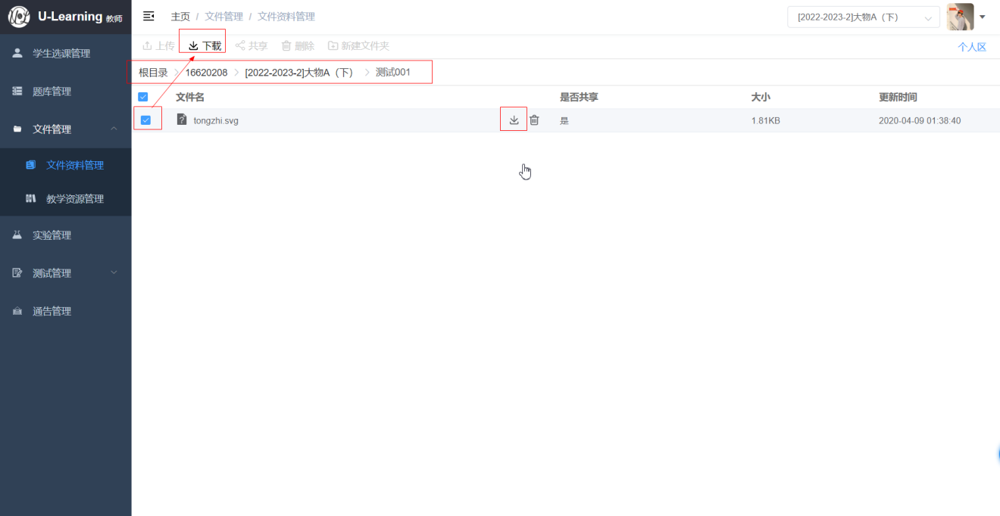 U-Learning 教师
主页 / 文件管理 / 文件资料管理
[2022-2023-2]大物A（下）
上传 下载 共享 删除 新建文件夹
个人区
根目录 > 16620208 > [2022-2023-2]大物A（下） > 测试001
文件名 是否共享 大小 更新时间
tongzhi.svg 是 1.81KB 2020-04-09 01:38:40
学生选课管理
题库管理
文件管理
文件资料管理
教学资源管理
实验管理
测试管理
通告管理